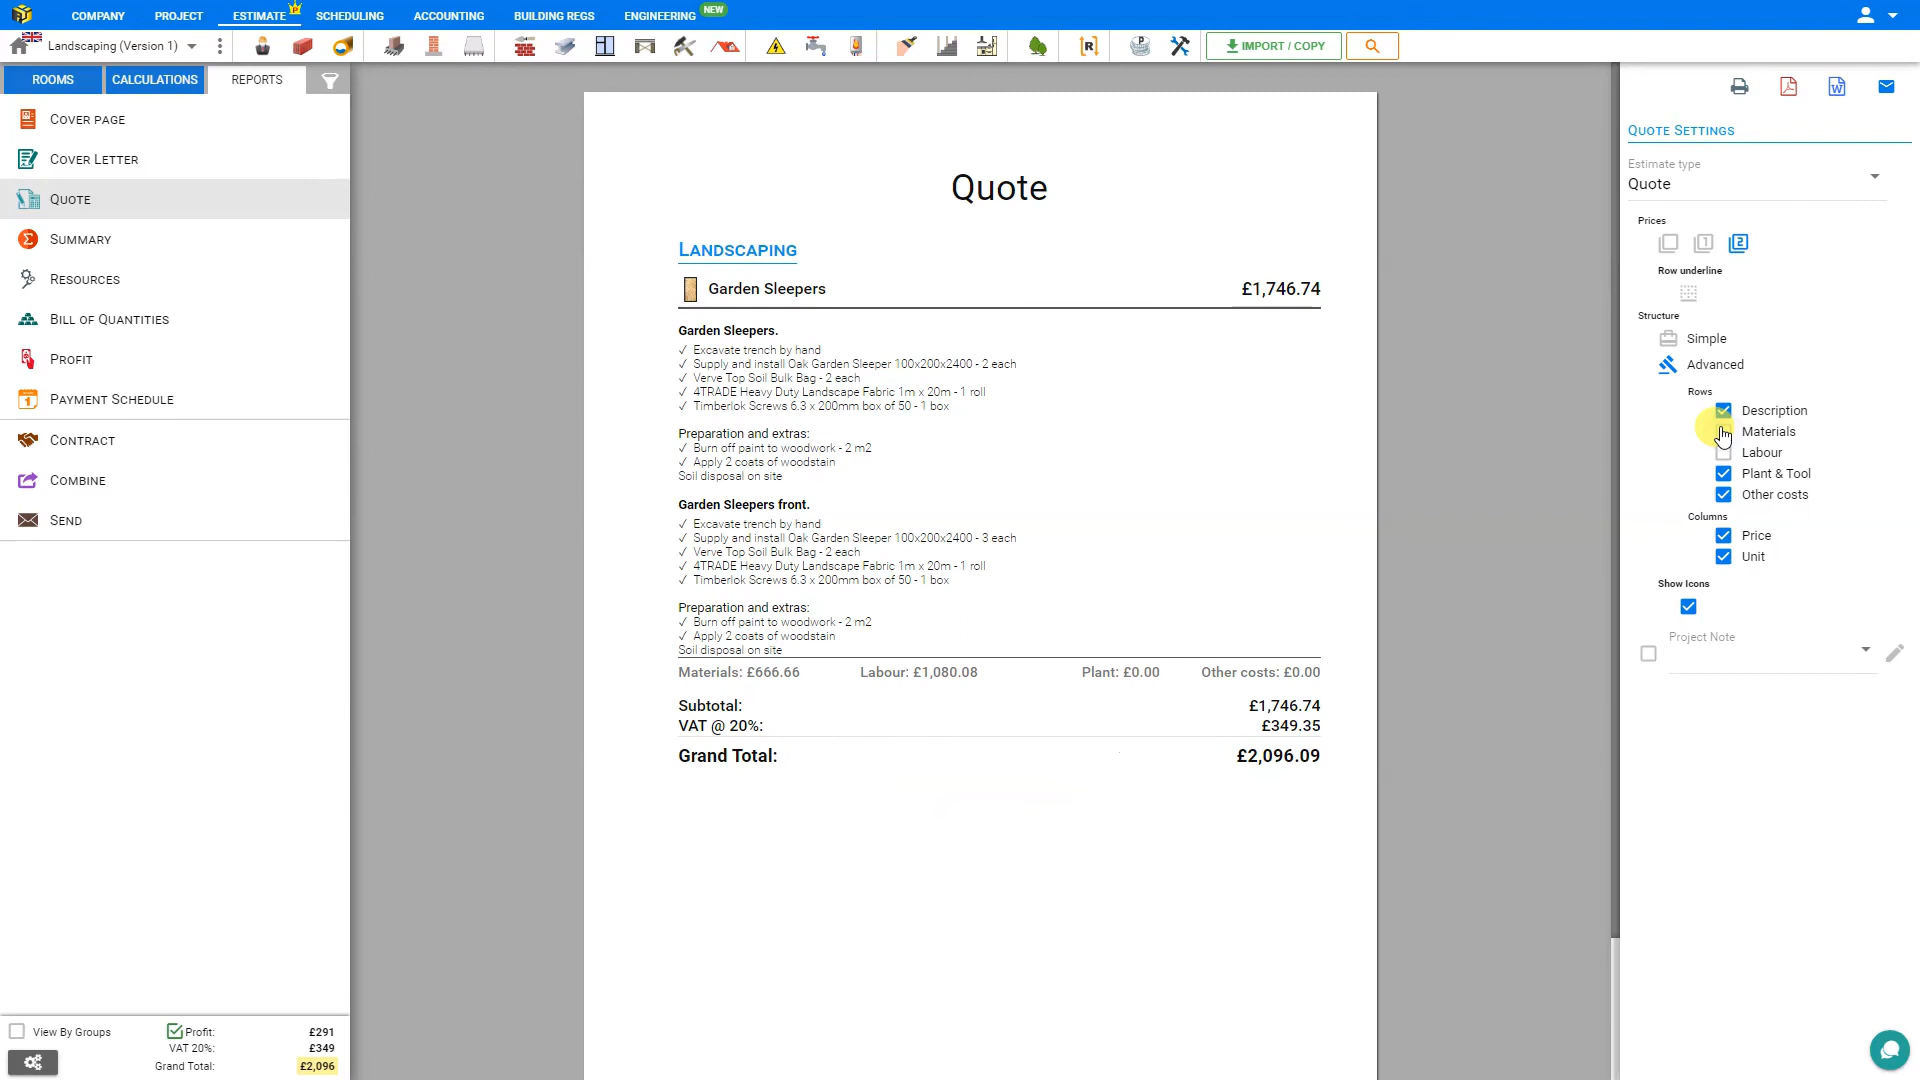 COMPANY PROJECT ESTIMATE P SCHEDULING ACCOUNTING BUILDING REGS ENGINEERING NEW
Landscaping (Version 1) IMPORT / COPY
ROOMS CALCULATIONS REPORTS
COVER PAGE
COVER LETTER
QUOTE
SUMMARY
RESOURCES
BILL OF QUANTITIES
PROFIT
PAYMENT SCHEDULE
CONTRACT
COMBINE
SEND
View By Groups
Profit: £291
VAT 20%: £349
Grand Total: £2,096
Quote
LANDSCAPING
Garden Sleepers £1,746.74
Garden Sleepers.
✓ Excavate trench by hand
✓ Supply and install Oak Garden Sleeper 100x200x2400 - 2 each
✓ Verve Top Soil Bulk Bag - 2 each
✓ 4TRADE Heavy Duty Landscape Fabric 1m x 20m - 1 roll
✓ Timberlok Screws 6.3 x 200mm box of 50 - 1 box
Preparation and extras:
✓ Burn off paint to woodwork - 2 m2
✓ Apply 2 coats of woodstain
Soil disposal on site
Garden Sleepers front.
✓ Excavate trench by hand
✓ Supply and install Oak Garden Sleeper 100x200x2400 - 3 each
✓ Verve Top Soil Bulk Bag - 2 each
✓ 4TRADE Heavy Duty Landscape Fabric 1m x 20m - 1 roll
✓ Timberlok Screws 6.3 x 200mm box of 50 - 1 box
Preparation and extras:
✓ Burn off paint to woodwork - 2 m2
✓ Apply 2 coats of woodstain
Soil disposal on site
Materials: £666.66 Labour: £1,080.08 Plant: £0.00 Other costs: £0.00
Subtotal: £1,746.74
VAT @ 20%: £349.35
Grand Total: £2,096.09
QUOTE SETTINGS
Estimate type
Quote
Prices
1 2
Row underline
Structure
Simple
Advanced
Rows
Description
Materials
Labour
Plant & Tool
Other costs
Columns
Price
Unit
Show Icons
Project Note